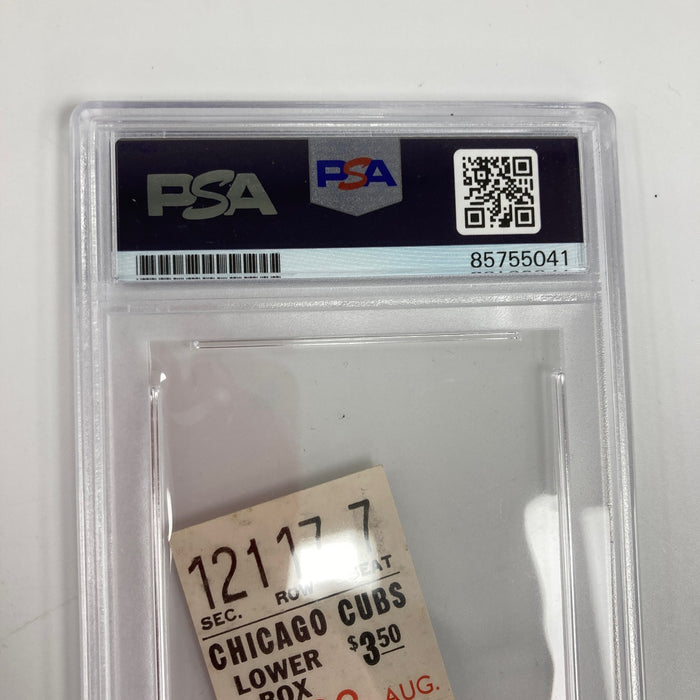 PSA PSA
85755041
121 17 7
SEC. ROW SEAT
CHICAGO CUBS
LOWER $3.50
BOX
AUG.